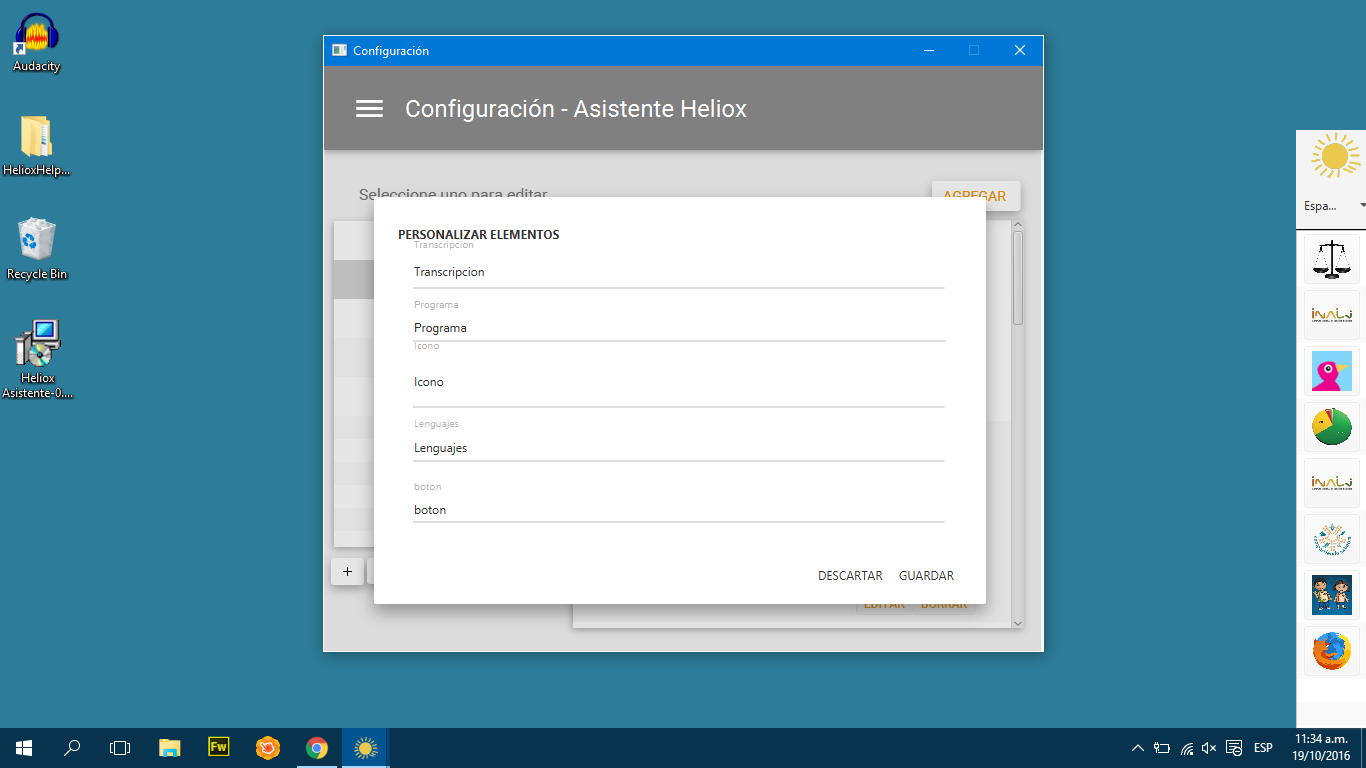 Audacity
HelioxHelp...
Recycle Bin
Heliox
Asistente-0....
Configuración
Configuración - Asistente Heliox
Seleccione uno para editar
AGREGAR
PERSONALIZAR ELEMENTOS
Transcripcion
Transcripcion
Programa
Programa
Icono
Icono
Lenguajes
Lenguajes
boton
boton
DESCARTAR GUARDAR
EDITAR BORRAR
+
Espa...
Fw
ESP
11:34 a.m.
19/10/2016